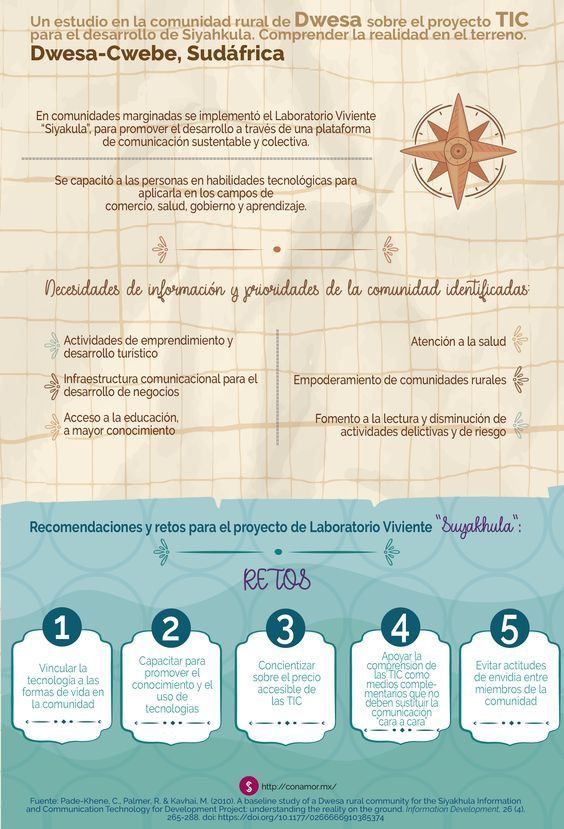 Un estudio en la comunidad rural de Dwesa sobre el proyecto TIC
para el desarrollo de Siyahkula. Comprender la realidad en el terreno.
Dwesa-Cwebe, Sudáfrica
En comunidades marginadas se implementó el Laboratorio Viviente
"Siyakula", para promover el desarrollo a través de una plataforma
de comunicación sustentable y colectiva.
Se capacitó a las personas en habilidades tecnológicas para
aplicarla en los campos de
comercio, salud, gobierno y aprendizaje.
Necesidades de información y prioridades de la comunidad identificadas:
Actividades de emprendimiento y
desarrollo turístico
Infraestructura comunicacional para el
desarrollo de negocios
Acceso a la educación,
a mayor conocimiento
Atención a la salud
Empoderamiento de comunidades rurales
Fomento a la lectura y disminución de
actividades delictivas y de riesgo
Recomendaciones y retos para el proyecto de Laboratorio Viviente "Suyakhula":
RETOS
1
Vincular la
tecnología a las
formas de vida en
la comunidad
2
Capacitar para
promover el
conocimiento y el
uso de
tecnologías
3
Concientizar
sobre el precio
accesible de
las TIC
4
Apoyar la
comprensión de
las TIC como
medios comple-
mentarios que no
deben sustituir la
comunicación
"cara a cara"
5
Evitar actitudes
de envidia entre
miembros de la
comunidad
http://conamor.mx/
Fuente: Pade-Khene, C., Palmer, R. & Kavhai, M. (2010). A baseline study of a Dwesa rural community for the Siyakhula Information
and Communication Technology for Development Project: understanding the reality on the ground. Information Development, 26 (4).
265-288. doi: https://doi.org/10.1177/0266666910385374